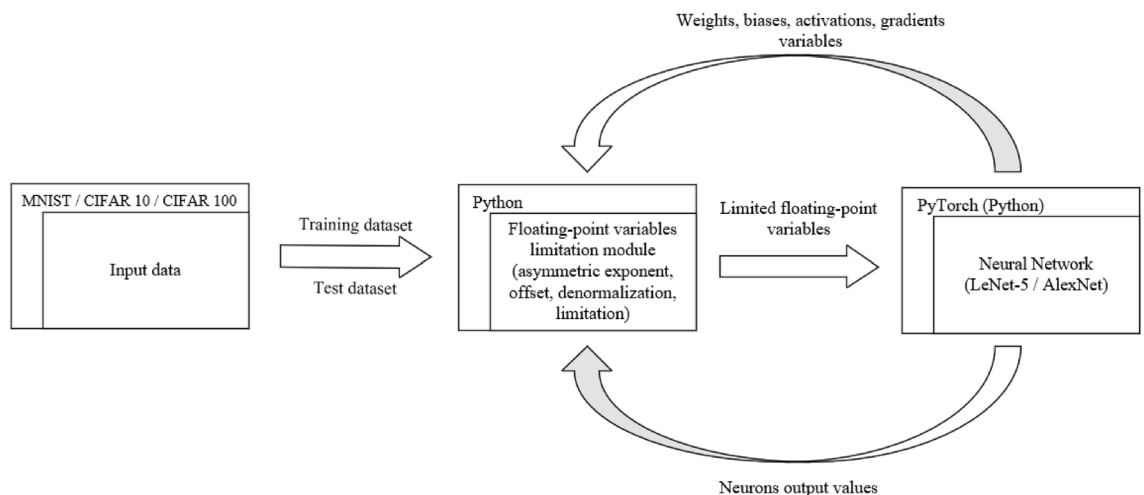 Weights, biases, activations, gradients
variables
MNIST / CIFAR 10 / CIFAR 100
Input data
Training dataset
Test dataset
Python
Floating-point variables
limitation module
(asymmetric exponent,
offset, denormalization,
limitation)
Limited floating-point
variables
PyTorch (Python)
Neural Network
(LeNet-5 / AlexNet)
Neurons output values